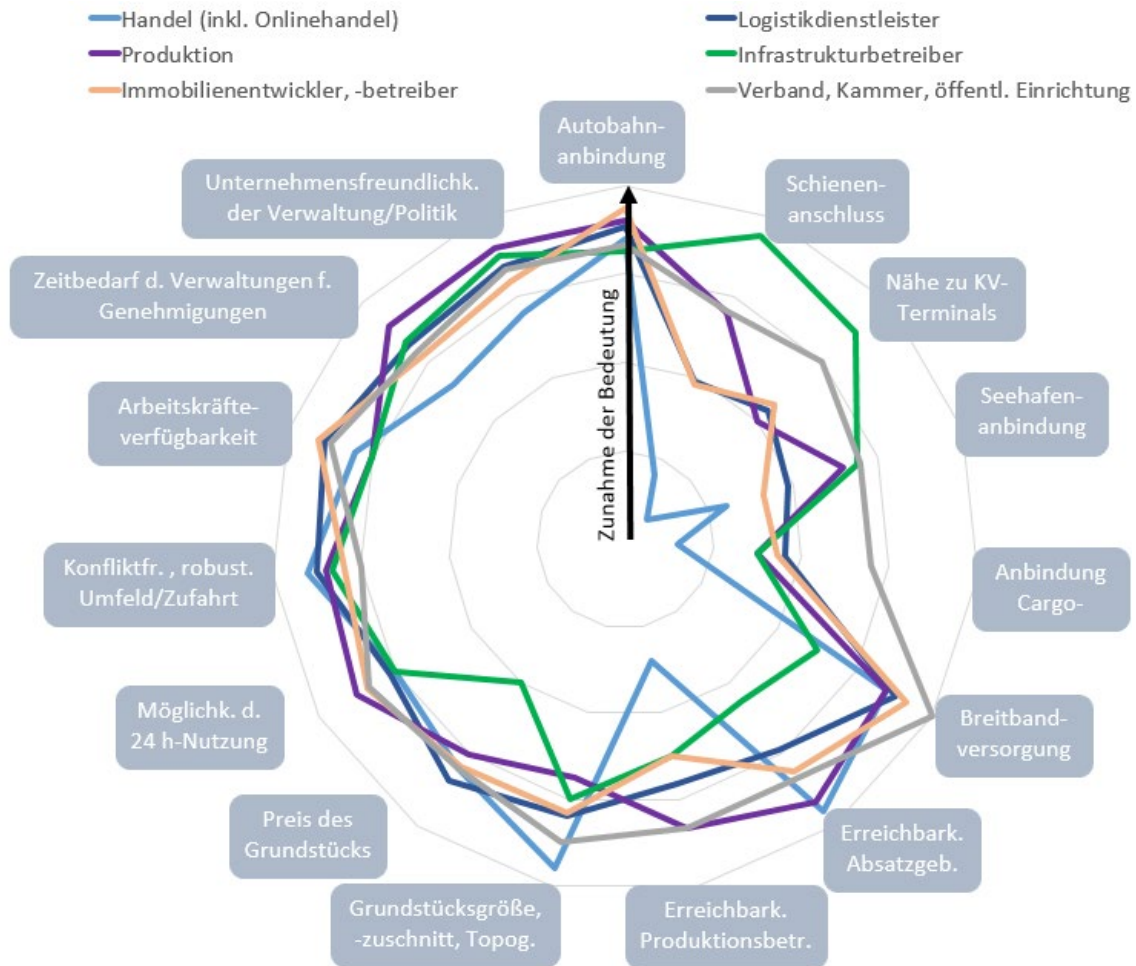 Handel (inkl. Onlinehandel)
Logistikdienstleister
Produktion
Infrastrukturbetreiber
Immobilienentwickler, -betreiber
Verband, Kammer, öffentl. Einrichtung
Autobahn-
anbindung
Schienen-
anschluss
Nähe zu KV-
Terminals
Seehafen-
anbindung
Anbindung
Cargo-
Breitband-
versorgung
Erreichbark.
Absatzgeb.
Erreichbark.
Produktionsbetr.
Grundstücksgröße,
-zuschnitt, Topog.
Preis des
Grundstücks
Möglichk. d.
24 h-Nutzung
Konfliktfr. , robust.
Umfeld/Zufahrt
Arbeitskräfte-
verfügbarkeit
Zeitbedarf d. Verwaltungen f.
Genehmigungen
Unternehmensfreundlichk.
der Verwaltung/Politik
Zunahme der Bedeutung